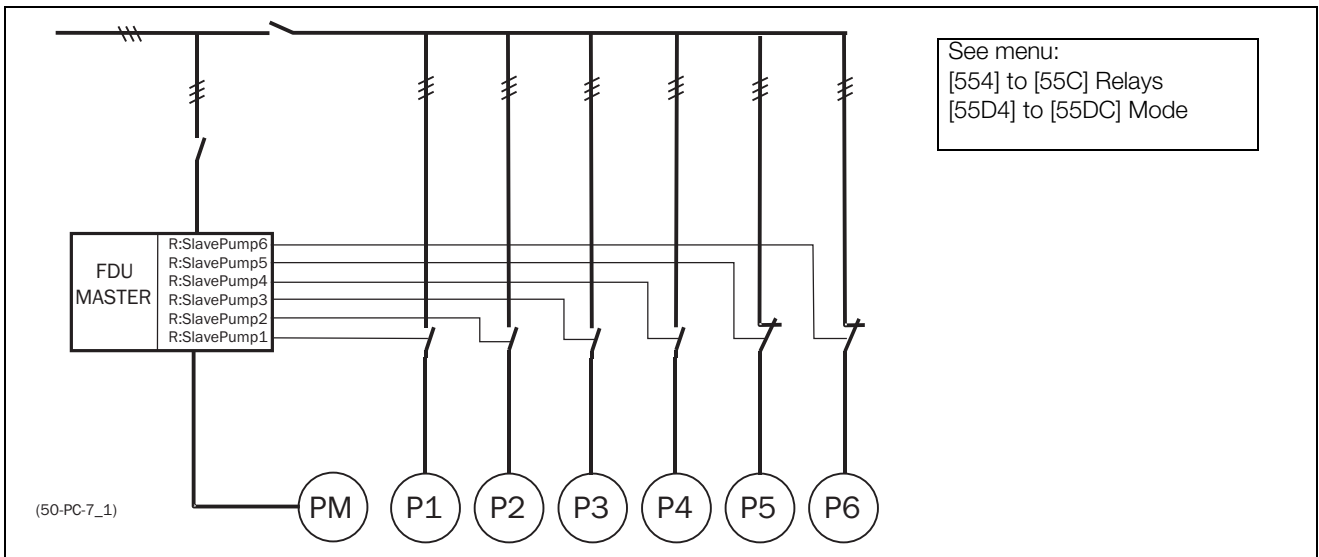 See menu:
[554] to [55C] Relays
[55D4] to [55DC] Mode
FDU
MASTER
R:SlavePump6
R:SlavePump5
R:SlavePump4
R:SlavePump3
R:SlavePump2
R:SlavePump1
PM
P1
P2
P3
P4
P5
P6
(50-PC-7_1)